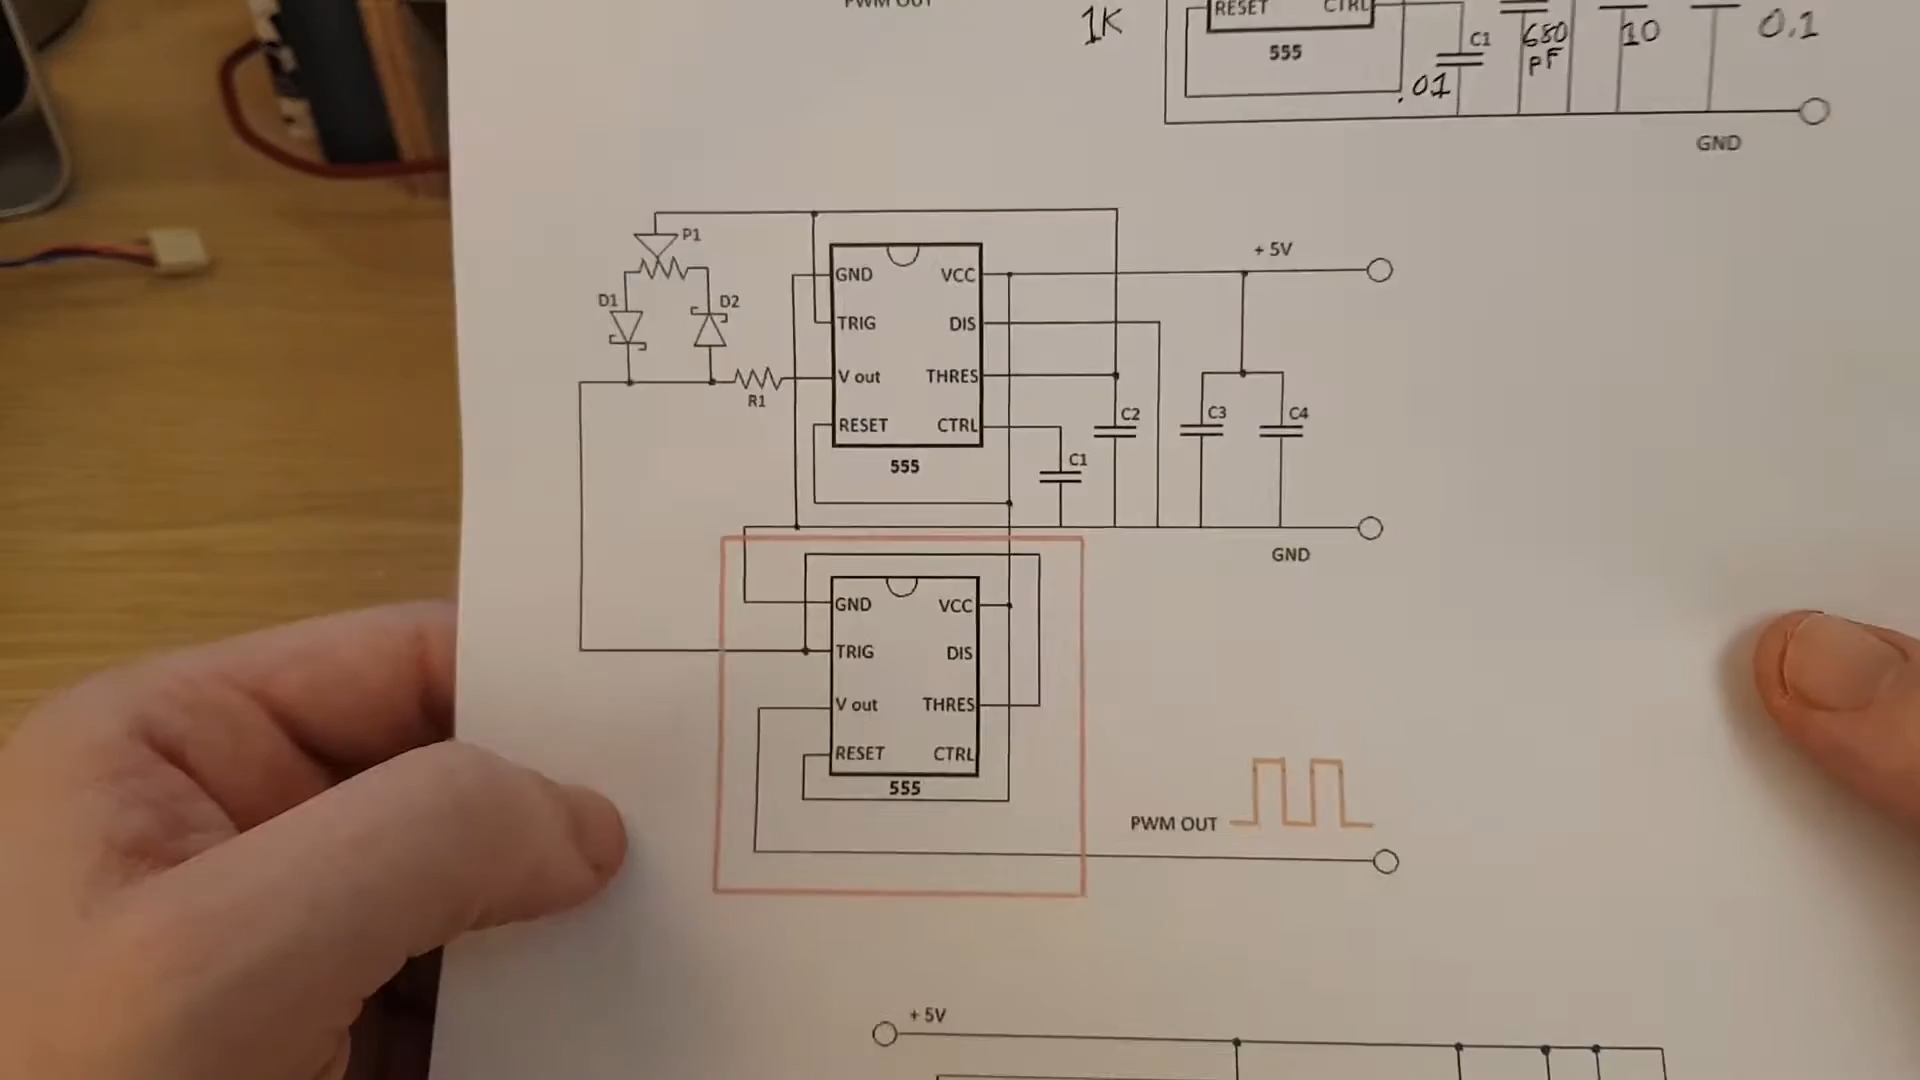 PWM OUT
1K
RESET CTRL
555
C1
.01
680
pF
10
0.1
GND
P1
D1 D2
R1
GND VCC
TRIG DIS
V out THRES
RESET CTRL
555
+ 5V
C1
C2
C3
C4
GND
GND VCC
TRIG DIS
V out THRES
RESET CTRL
555
PWM OUT
+ 5V